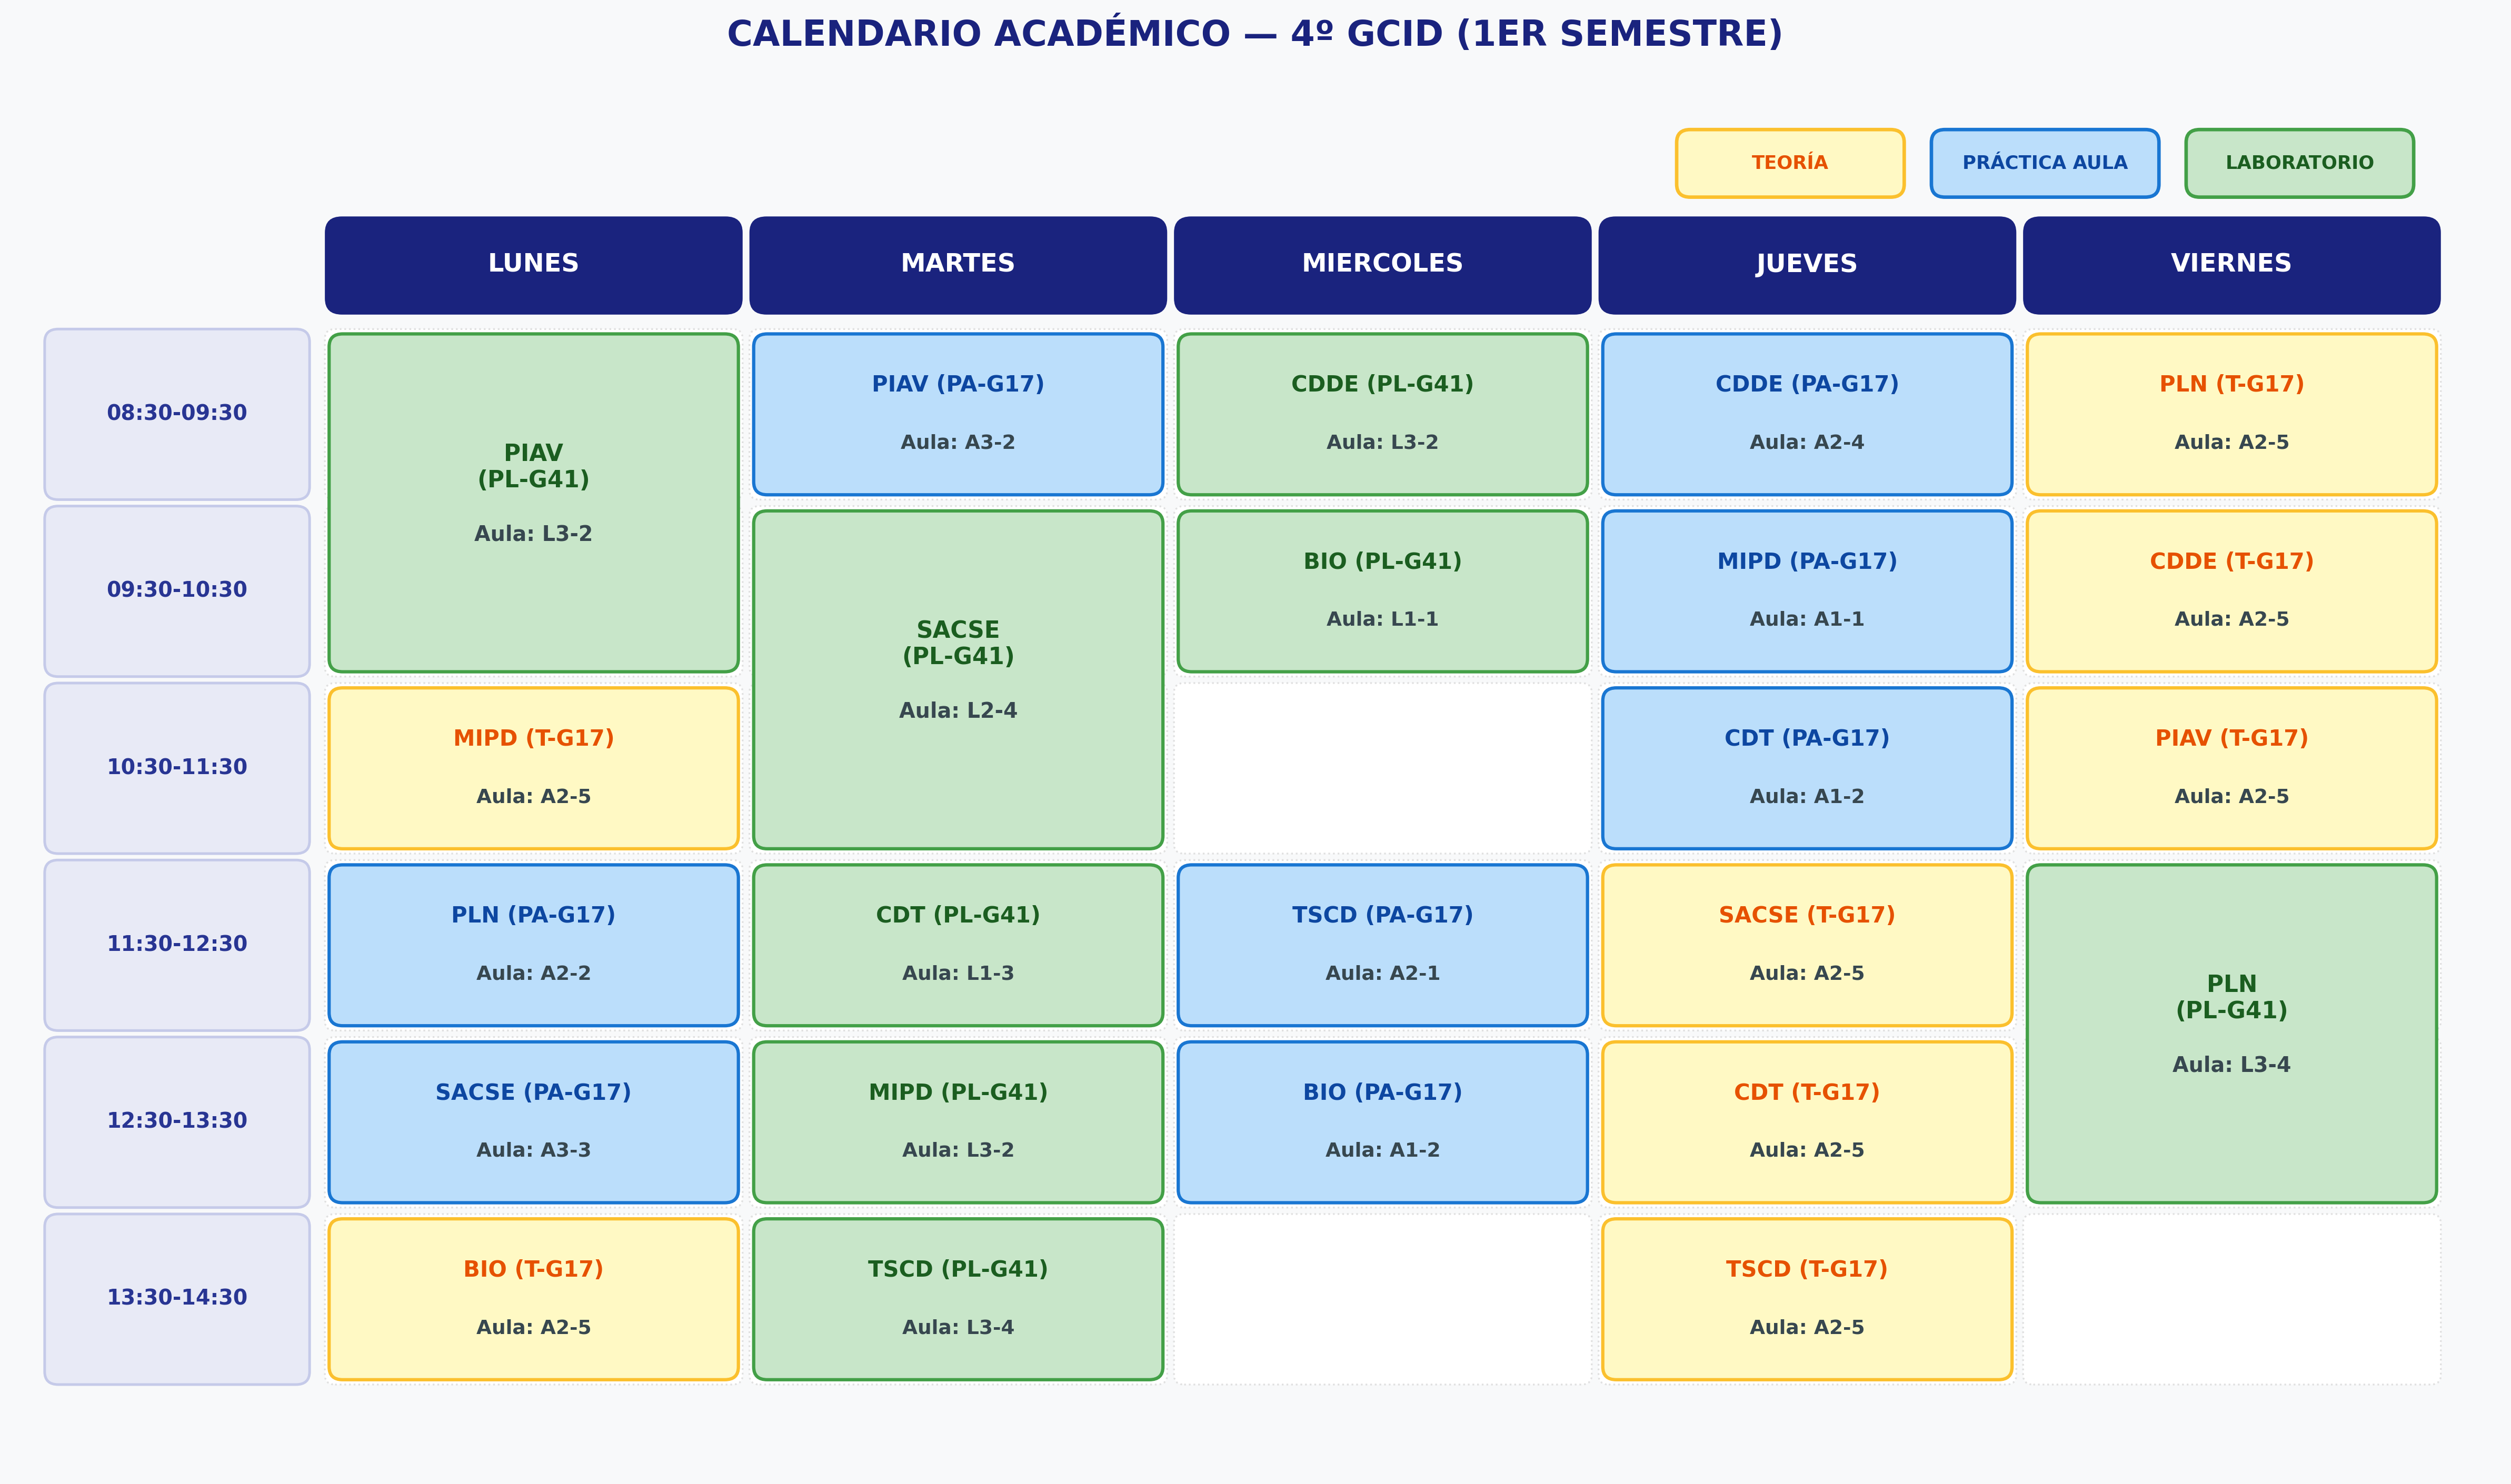 CALENDARIO ACADÉMICO — 4º GCID (1ER SEMESTRE)
TEORÍA
PRÁCTICA AULA
LABORATORIO
LUNES
MARTES
MIERCOLES
JUEVES
VIERNES
08:30-09:30
PIAV
(PL-G41)
Aula: L3-2
PIAV (PA-G17)
Aula: A3-2
CDDE (PL-G41)
Aula: L3-2
CDDE (PA-G17)
Aula: A2-4
PLN (T-G17)
Aula: A2-5
09:30-10:30
SACSE
(PL-G41)
Aula: L2-4
BIO (PL-G41)
Aula: L1-1
MIPD (PA-G17)
Aula: A1-1
CDDE (T-G17)
Aula: A2-5
10:30-11:30
MIPD (T-G17)
Aula: A2-5
CDT (PA-G17)
Aula: A1-2
PIAV (T-G17)
Aula: A2-5
11:30-12:30
PLN (PA-G17)
Aula: A2-2
CDT (PL-G41)
Aula: L1-3
TSCD (PA-G17)
Aula: A2-1
SACSE (T-G17)
Aula: A2-5
PLN
(PL-G41)
Aula: L3-4
12:30-13:30
SACSE (PA-G17)
Aula: A3-3
MIPD (PL-G41)
Aula: L3-2
BIO (PA-G17)
Aula: A1-2
CDT (T-G17)
Aula: A2-5
13:30-14:30
BIO (T-G17)
Aula: A2-5
TSCD (PL-G41)
Aula: L3-4
TSCD (T-G17)
Aula: A2-5